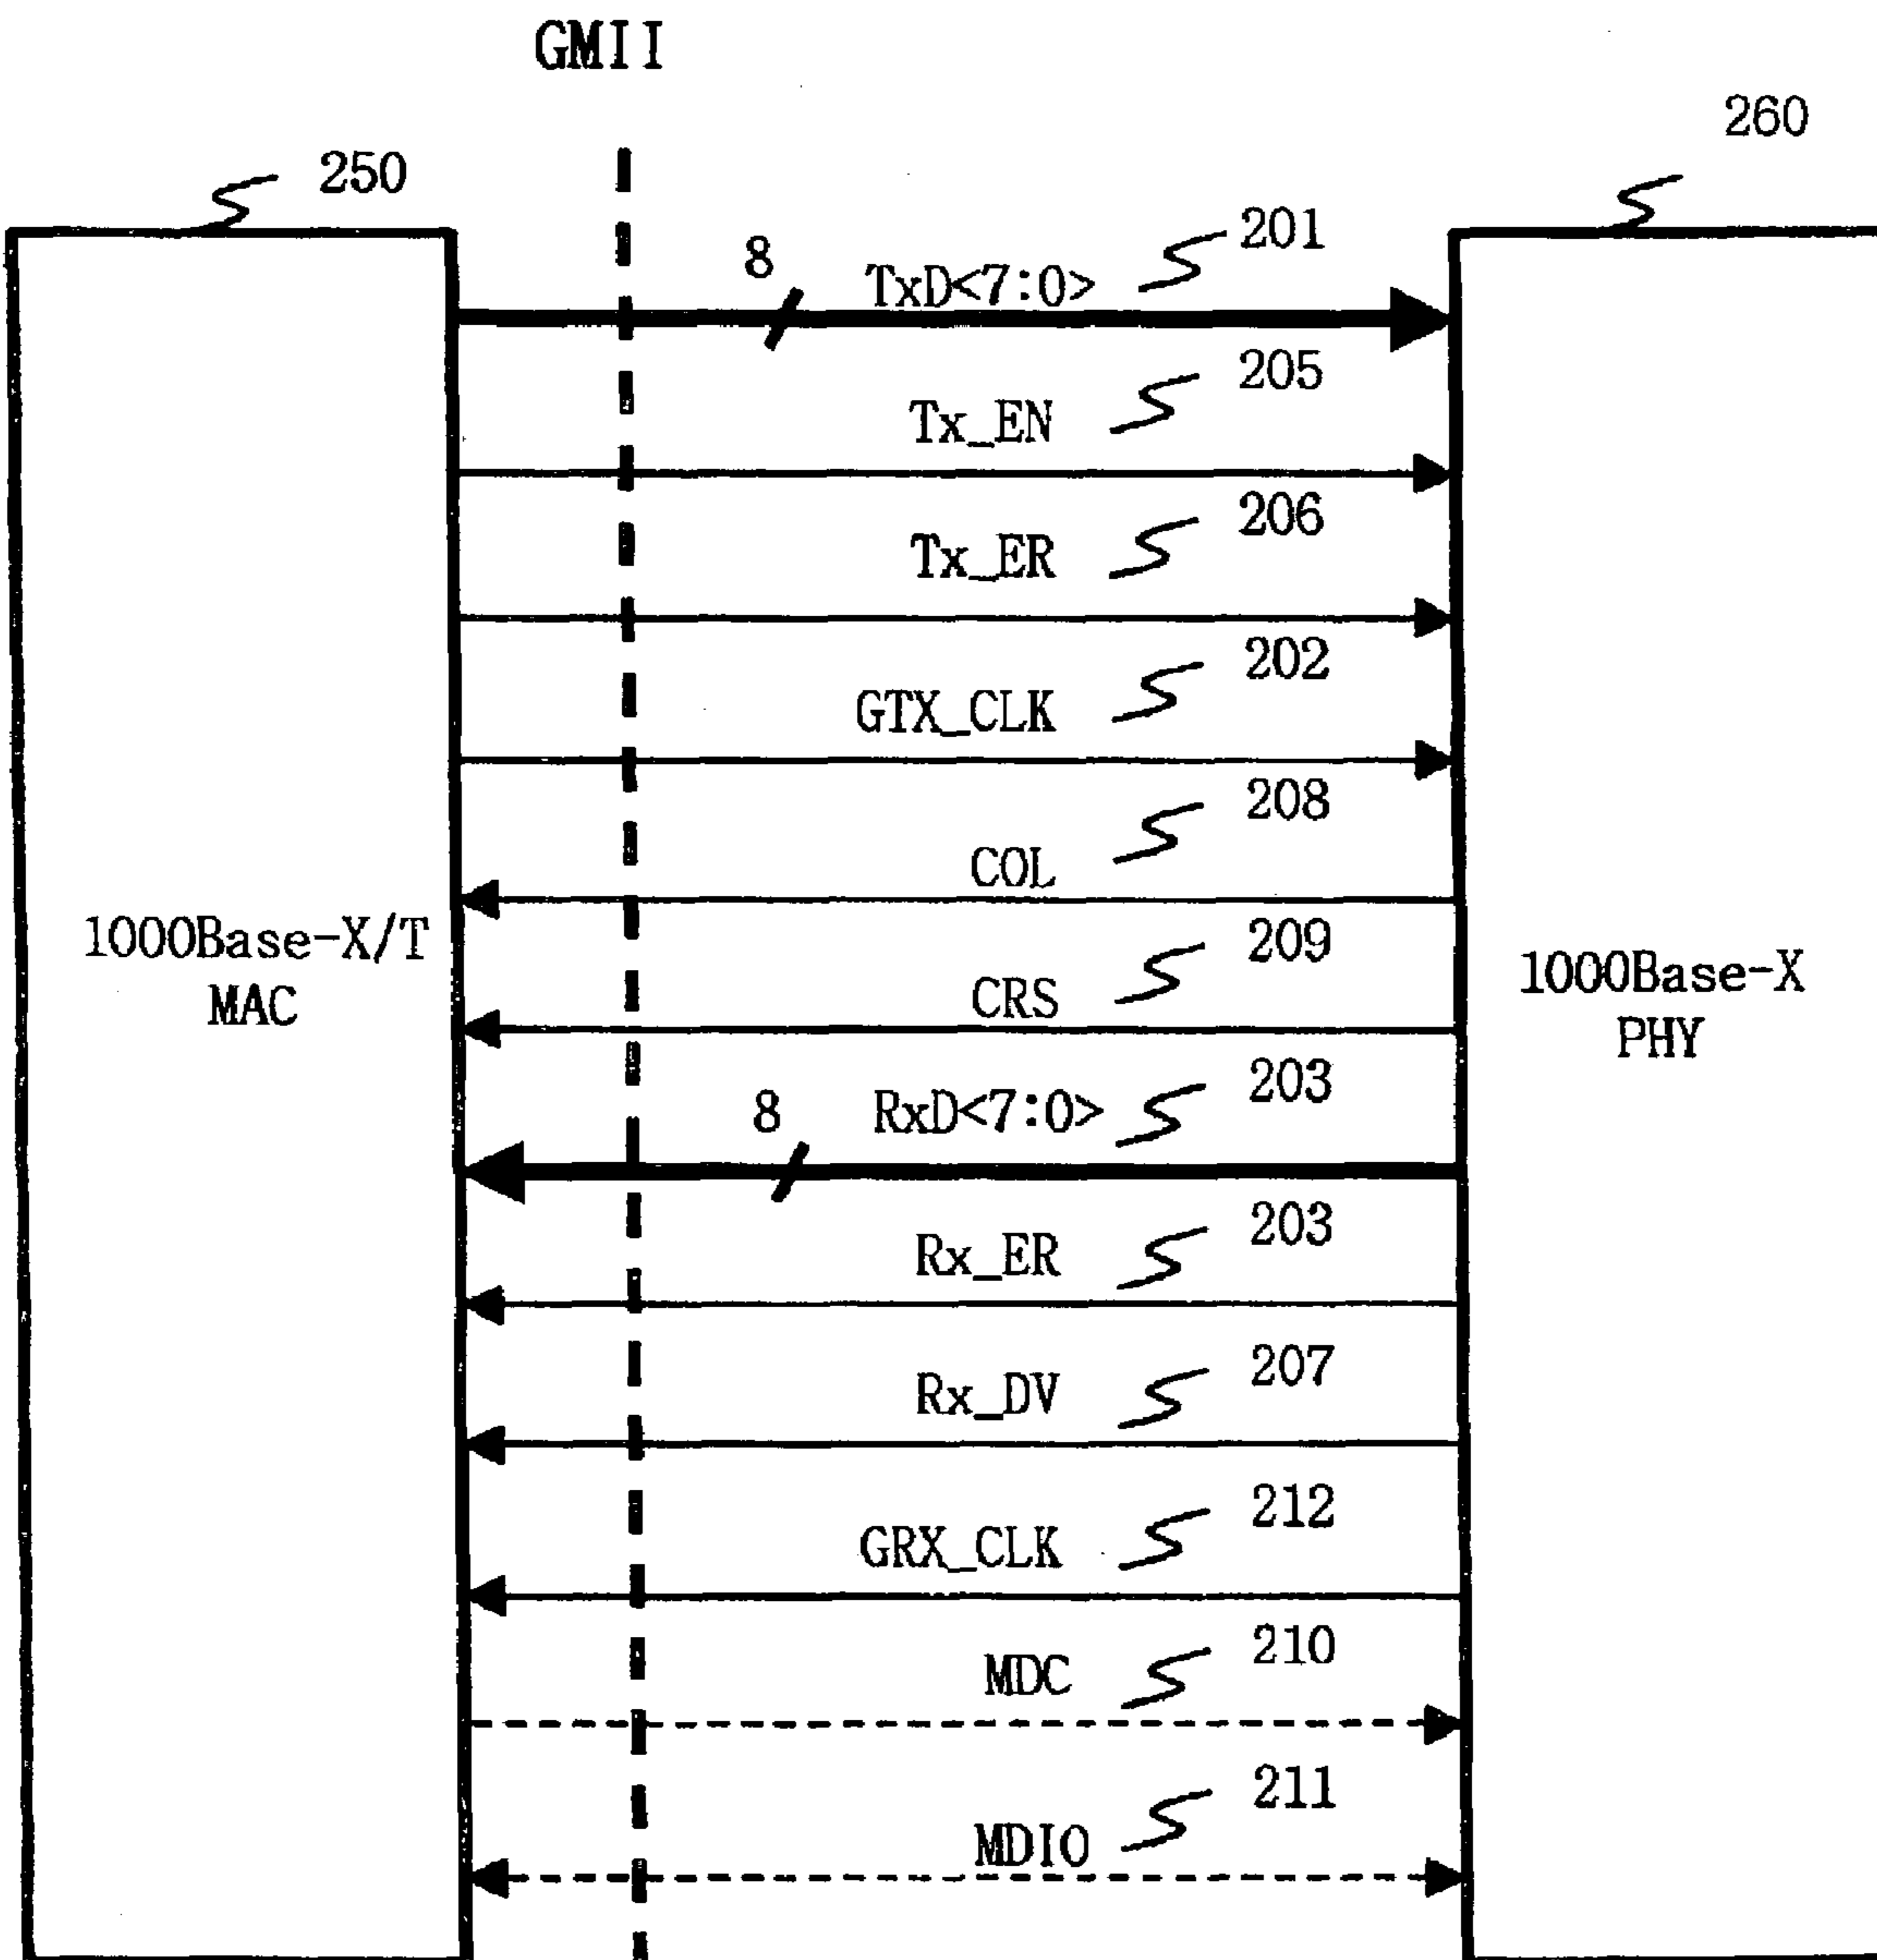 GMII
250
260
8
TxD<7:0>
201
Tx_EN
205
Tx_ER
206
GTX_CLK
202
COL
208
1000Base-X/T
MAC
CRS
209
1000Base-X
PHY
8
RxD<7:0>
203
Rx_ER
203
Rx_DV
207
GRX_CLK
212
MDC
210
MDIO
211